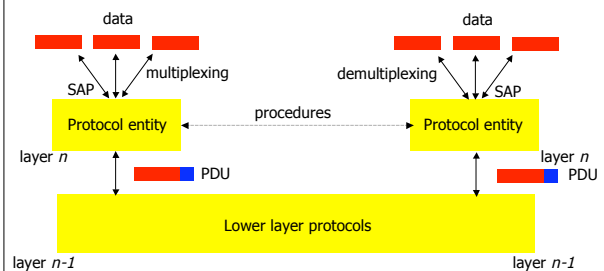 data
data
multiplexing
demultiplexing
SAP
SAP
procedures
Protocol entity
Protocol entity
layer n
layer n
PDU
PDU
Lower layer protocols
layer n-1
layer n-1